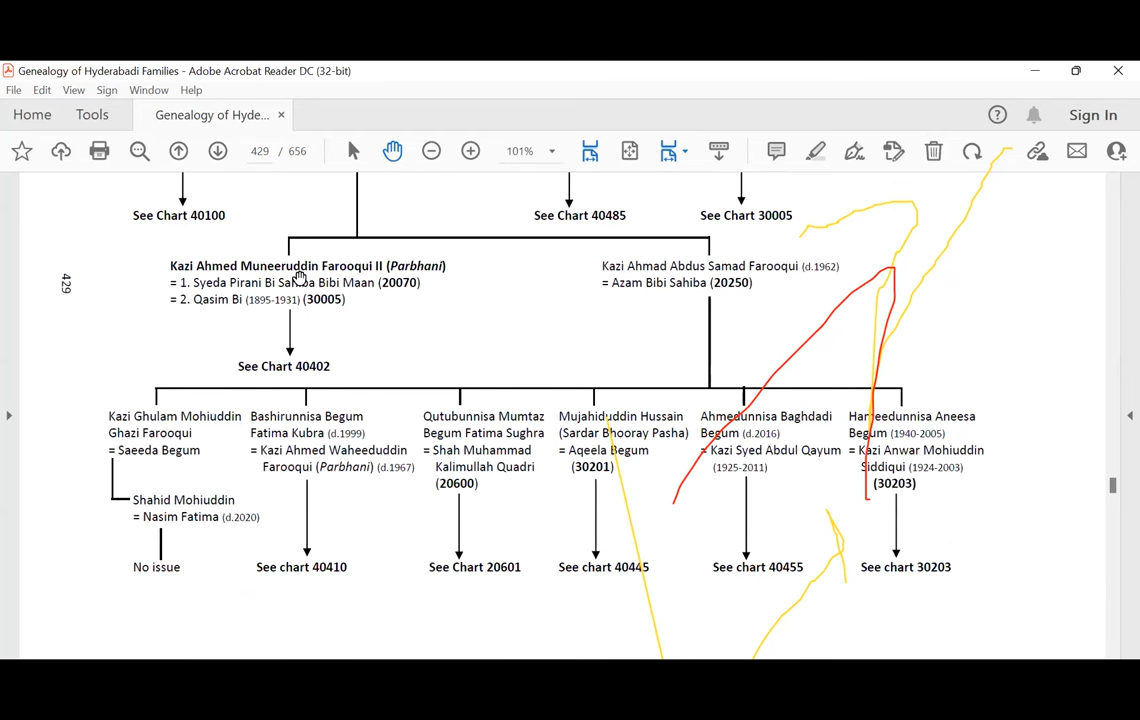 Genealogy of Hyderabadi Families - Adobe Acrobat Reader DC (32-bit)
File Edit View Sign Window Help
Home Tools Genealogy of Hyde... × Sign In
429 / 656 101%
See Chart 40100 See Chart 40485 See Chart 30005
429
Kazi Ahmed Muneeruddin Farooqui II (Parbhani)
= 1. Syeda Pirani Bi Sahiba Bibi Maan (20070)
= 2. Qasim Bi (1895-1931) (30005)
Kazi Ahmad Abdus Samad Farooqui (d.1962)
= Azam Bibi Sahiba (20250)
See Chart 40402
Kazi Ghulam Mohiuddin
Ghazi Farooqui
= Saeeda Begum
Shahid Mohiuddin
= Nasim Fatima (d.2020)
No issue
Bashirunnisa Begum
Fatima Kubra (d.1999)
= Kazi Ahmed Waheeduddin
Farooqui (Parbhani) (d.1967)
See chart 40410
Qutubunnisa Mumtaz
Begum Fatima Sughra
= Shah Muhammad
Kalimullah Quadri
(20600)
See Chart 20601
Mujahiduddin Hussain
(Sardar Bhooray Pasha)
= Aqeela Begum
(30201)
See chart 40445
Ahmedunnisa Baghdadi
Begum (d.2016)
= Kazi Syed Abdul Qayum
(1925-2011)
See chart 40455
Hameedunnisa Aneesa
Begum (1940-2005)
= Kazi Anwar Mohiuddin
Siddiqui (1924-2003)
(30203)
See chart 30203